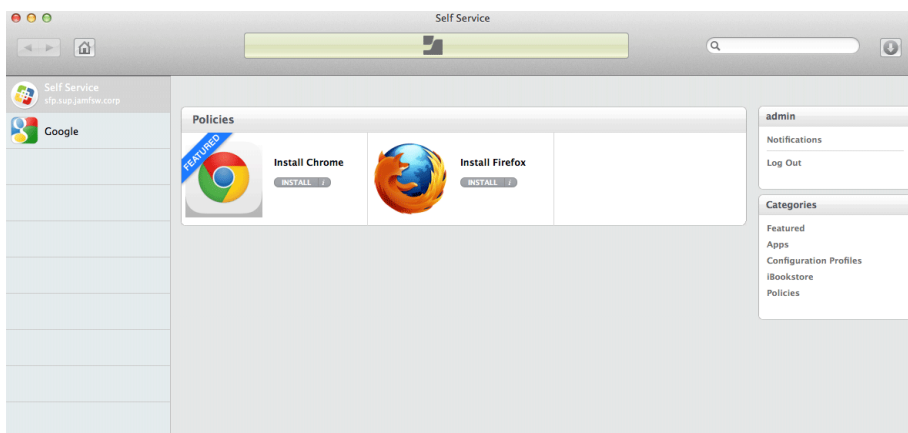 Self Service
Self Service
sfp.sup.jamfsw.corp
Google
Policies
FEATURED
Install Chrome
INSTALL i
Install Firefox
INSTALL i
admin
Notifications
Log Out
Categories
Featured
Apps
Configuration Profiles
iBookstore
Policies